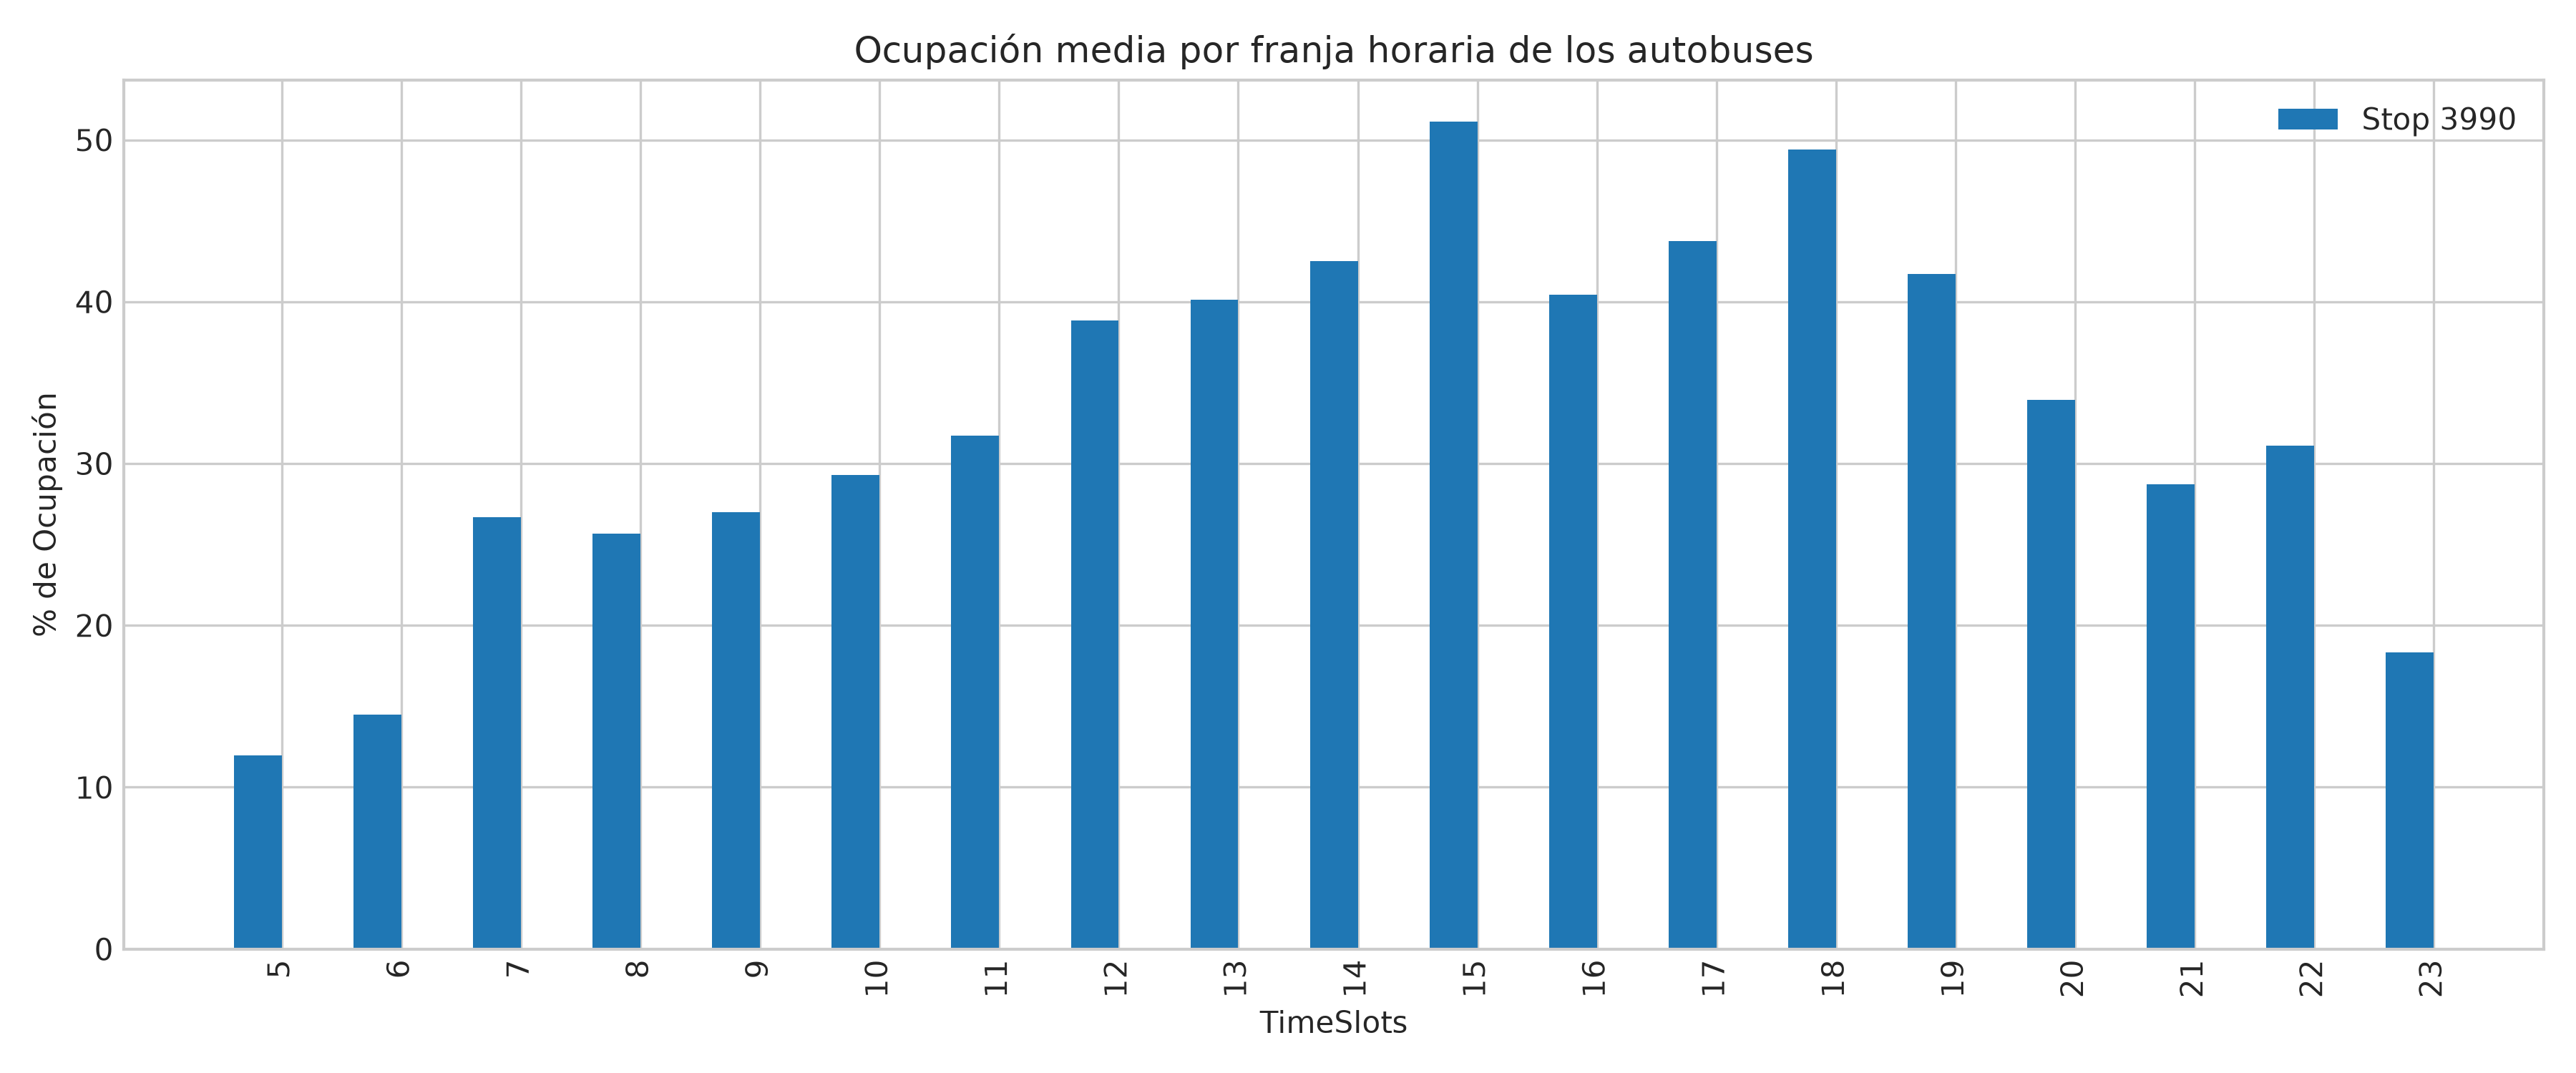 Ocupación media por franja horaria de los autobuses
Stop 3990
% de Ocupación
50
40
30
20
10
0
5 6 7 8 9 10 11 12 13 14 15 16 17 18 19 20 21 22 23
TimeSlots